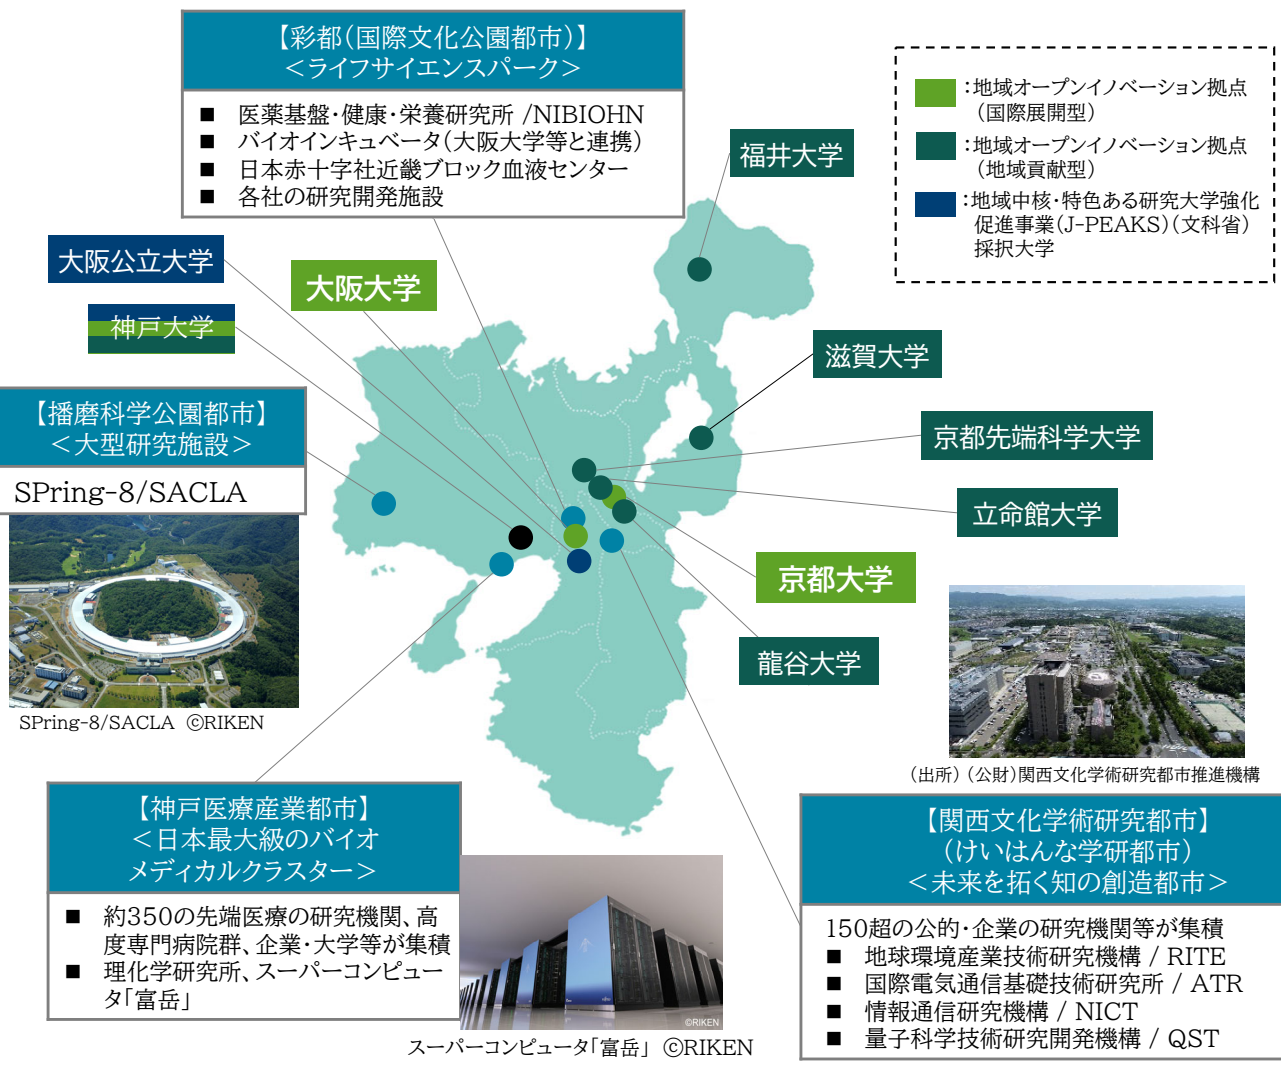 【彩都(国際文化公園都市)】
＜ライフサイエンスパーク＞
■ 医薬基盤・健康・栄養研究所 /NIBIOHN
■ バイオインキュベータ(大阪大学等と連携)
■ 日本赤十字社近畿ブロック血液センター
■ 各社の研究開発施設
：地域オープンイノベーション拠点
(国際展開型)
：地域オープンイノベーション拠点
(地域貢献型)
：地域中核・特色ある研究大学強化
促進事業(J-PEAKS)(文科省)
採択大学
福井大学
大阪公立大学
大阪大学
神戸大学
滋賀大学
【播磨科学公園都市】
＜大型研究施設＞
SPring-8/SACLA
京都先端科学大学
立命館大学
京都大学
龍谷大学
SPring-8/SACLA ©RIKEN
(出所) (公財)関西文化学術研究都市推進機構
【神戸医療産業都市】
＜日本最大級のバイオ
メディカルクラスター＞
■ 約350の先端医療の研究機関、高
度専門病院群、企業・大学等が集積
■ 理化学研究所、スーパーコンピュー
タ「富岳」
©RIKEN
スーパーコンピュータ「富岳」 ©RIKEN
【関西文化学術研究都市】
(けいはんな学研都市)
＜未来を拓く知の創造都市＞
150超の公的・企業の研究機関等が集積
■ 地球環境産業技術研究機構 / RITE
■ 国際電気通信基礎技術研究所 / ATR
■ 情報通信研究機構 / NICT
■ 量子科学技術研究開発機構 / QST